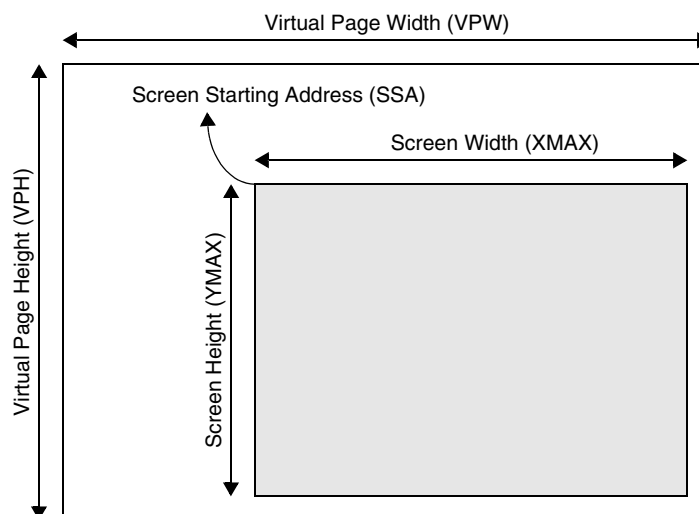 Virtual Page Width (VPW)
Screen Starting Address (SSA)
Screen Width (XMAX)
Virtual Page Height (VPH)
Screen Height (YMAX)